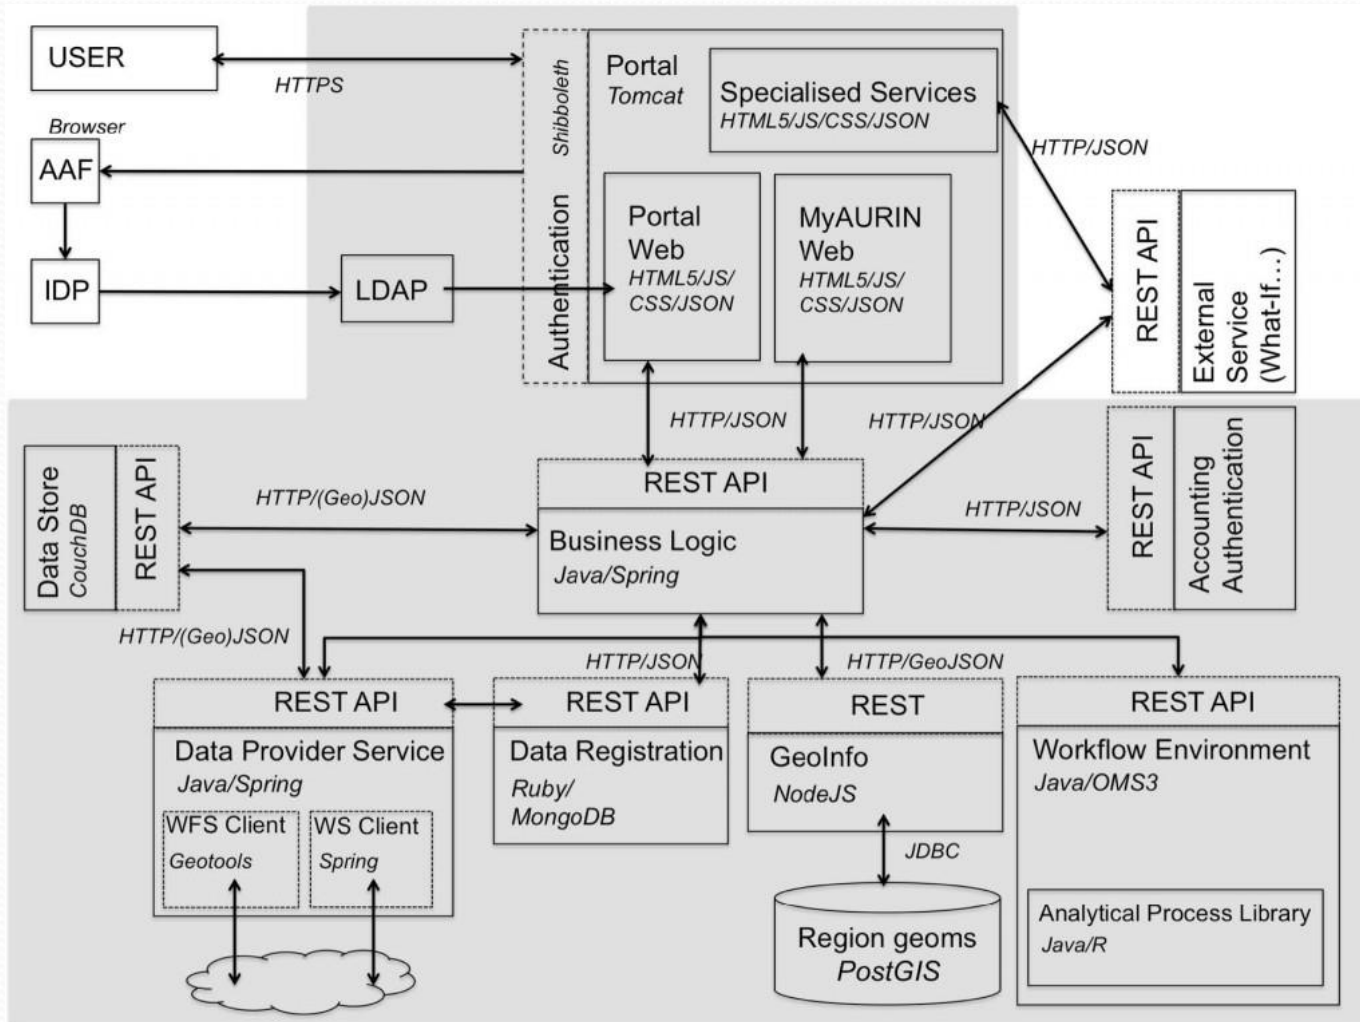 USER
HTTPS
Browser
AAF
IDP
LDAP
Shibboleth
Authentication
Portal
Tomcat
Specialised Services
HTML5/JS/CSS/JSON
Portal
Web
HTML5/JS/
CSS/JSON
MyAURIN
Web
HTML5/JS/
CSS/JSON
HTTP/JSON
REST API
External
Service
(What-If...)
HTTP/JSON
HTTP/JSON
Data Store
CouchDB
REST API
HTTP/(Geo)JSON
REST API
Business Logic
Java/Spring
HTTP/JSON
REST API
Accounting
Authentication
HTTP/(Geo)JSON
HTTP/JSON
HTTP/GeoJSON
REST API
Data Provider Service
Java/Spring
WFS Client
Geotools
WS Client
Spring
REST API
Data Registration
Ruby/
MongoDB
REST
GeoInfo
NodeJS
JDBC
Region geoms
PostGIS
REST API
Workflow Environment
Java/OMS3
Analytical Process Library
Java/R